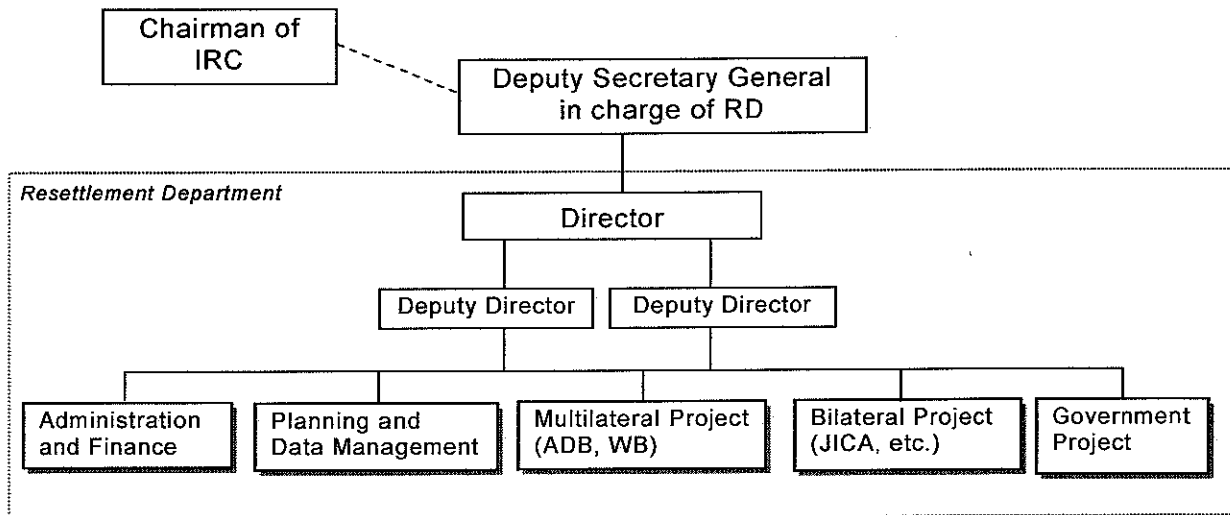 Chairman of
IRC
Deputy Secretary General
in charge of RD
Resettlement Department
Director
Deputy Director
Deputy Director
Administration
and Finance
Planning and
Data Management
Multilateral Project
(ADB, WB)
Bilateral Project
(JICA, etc.)
Government
Project